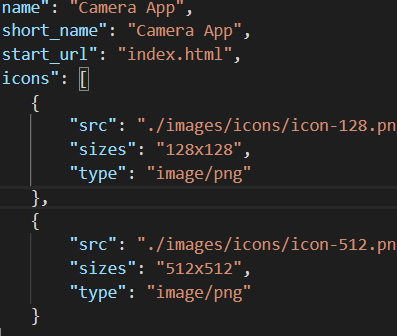 name": "Camera App",
short_name": "Camera App",
start_url": "index.html",
icons": [
{
"src": "./images/icons/icon-128.pn
"sizes": "128x128",
"type": "image/png"
},
{
"src": "./images/icons/icon-512.pn
"sizes": "512x512",
"type": "image/png"
}